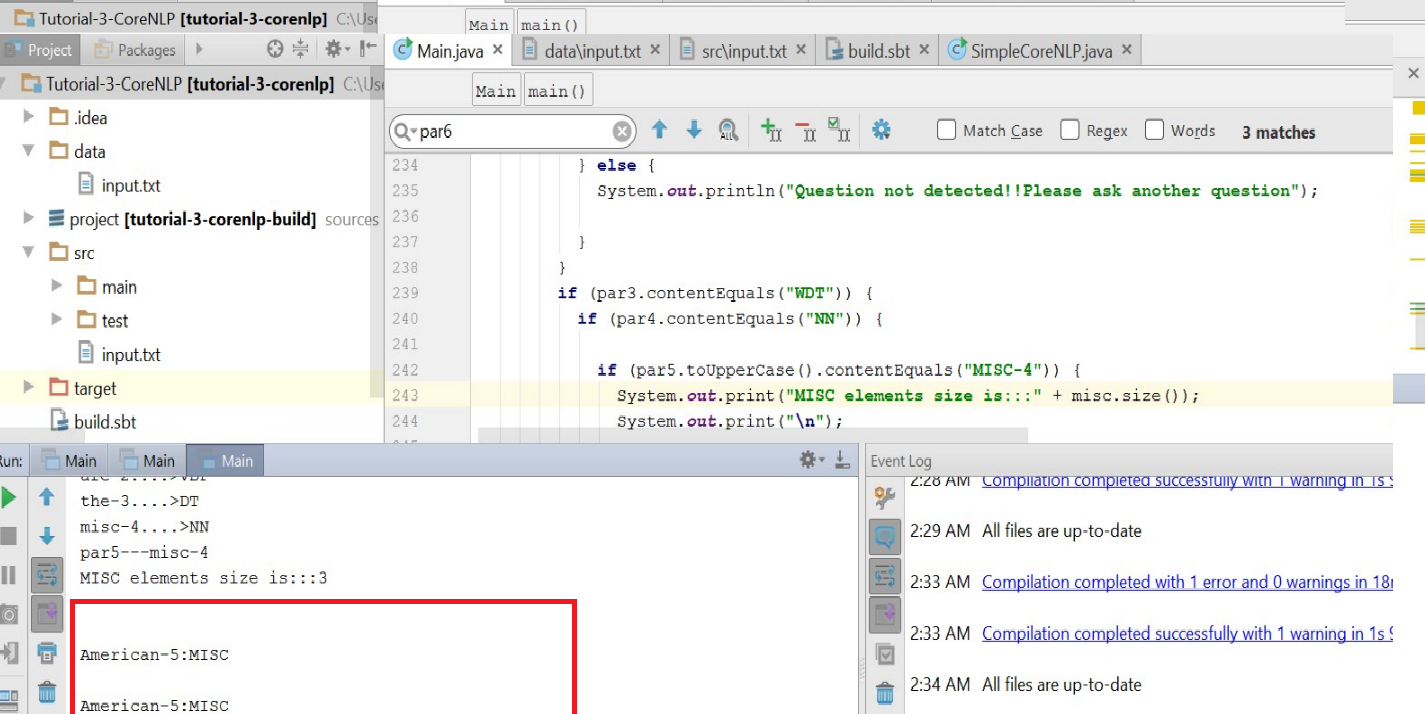 Tutorial-3-CoreNLP [tutorial-3-corenlp] C:\Use
Main main()
Project Packages
Main.java data\input.txt src\input.txt build.sbt SimpleCoreNLP.java
Tutorial-3-CoreNLP [tutorial-3-corenlp] C:\Use
Main main()
.idea
data
input.txt
project [tutorial-3-corenlp-build] sources
src
main
test
input.txt
target
build.sbt
par6 Match Case Regex Words 3 matches
234 } else {
235 System.out.println("Question not detected!!Please ask another question");
236
237 }
238 }
239 if (par3.contentEquals("WDT")) {
240 if (par4.contentEquals("NN")) {
241
242 if (par5.toUpperCase().contentEquals("MISC-4")) {
243 System.out.print("MISC elements size is:::" + misc.size());
244 System.out.print("\n");
Run: Main Main Main
the-3....>DT
misc-4....>NN
par5---misc-4
MISC elements size is:::3
American-5:MISC
American-5:MISC
Event Log
2:28 AM Compilation completed successfully with 1 warning in 1s 9
2:29 AM All files are up-to-date
2:33 AM Compilation completed with 1 error and 0 warnings in 18
2:33 AM Compilation completed successfully with 1 warning in 1s 9
2:34 AM All files are up-to-date